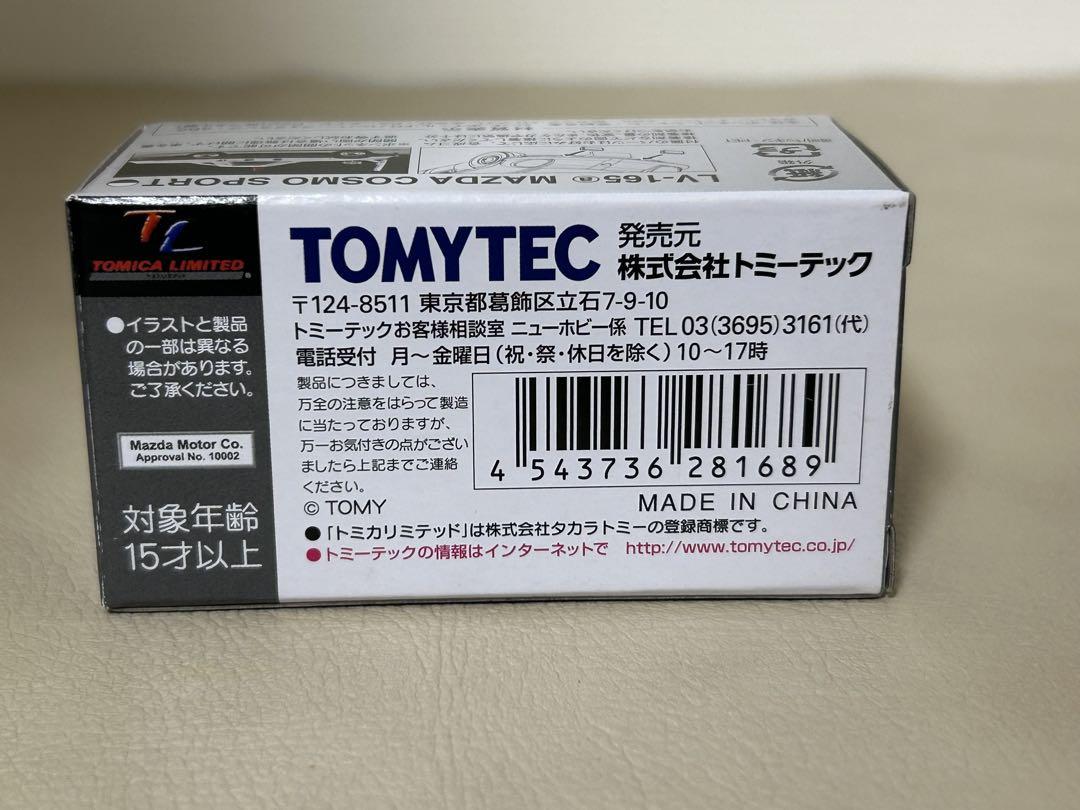 LV-165ⓐ MAZDA COSMO SPORT
TL
TOMICA LIMITED
●イラストと製品
の一部は異なる
場合があります。
ご了承ください。
Mazda Motor Co.
Approval No. 10002
対象年齢
15才以上
TOMYTEC
発売元
株式会社トミーテック
〒124-8511 東京都葛飾区立石7-9-10
トミーテックお客様相談室 ニューホビー係 TEL 03(3695)3161(代)
電話受付 月〜金曜日(祝・祭・休日を除く)10〜17時
製品につきましては、
万全の注意をはらって製造
に当たっておりますが、
万一お気付きの点がござい
ましたら上記までご連絡
ください。
© TOMY
4 543736 281689
MADE IN CHINA
●「トミカリミテッド」は株式会社タカラトミーの登録商標です。
●トミーテックの情報はインターネットで http://www.tomytec.co.jp/